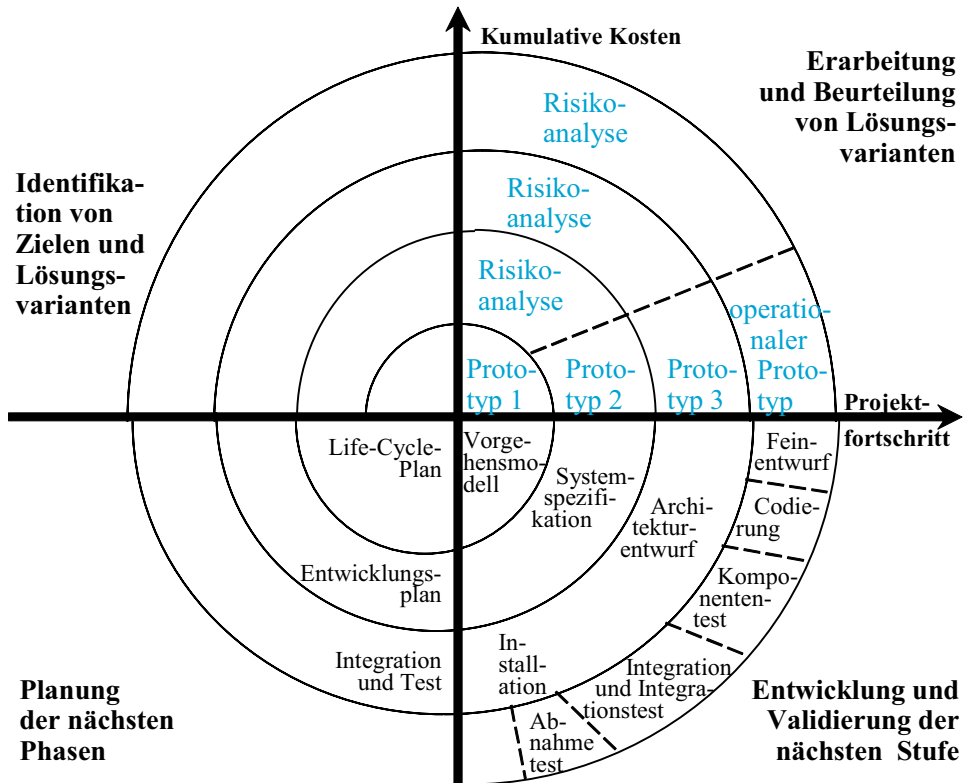 Kumulative Kosten
Erarbeitung
und Beurteilung
von Lösungs-
varianten
Identifika-
tion von
Zielen und
Lösungs-
varianten
Risiko-
analyse
Risiko-
analyse
Risiko-
analyse
Proto-
typ 1
Proto-
typ 2
Proto-
typ 3
operatio-
naler
Proto-
typ
Projekt-
fortschritt
Life-Cycle-
Plan
Vorge-
hensmo-
dell
System-
spezifi-
kation
Archi-
tektur-
entwurf
Fein-
entwurf
Codie-
rung
Kompo-
nenten-
test
Entwicklungs-
plan
Integration
und Test
In-
stall-
ation
Integration
und Integra-
tionstest
Ab-
nahme
test
Planung
der nächsten
Phasen
Entwicklung und
Validierung der
nächsten Stufe